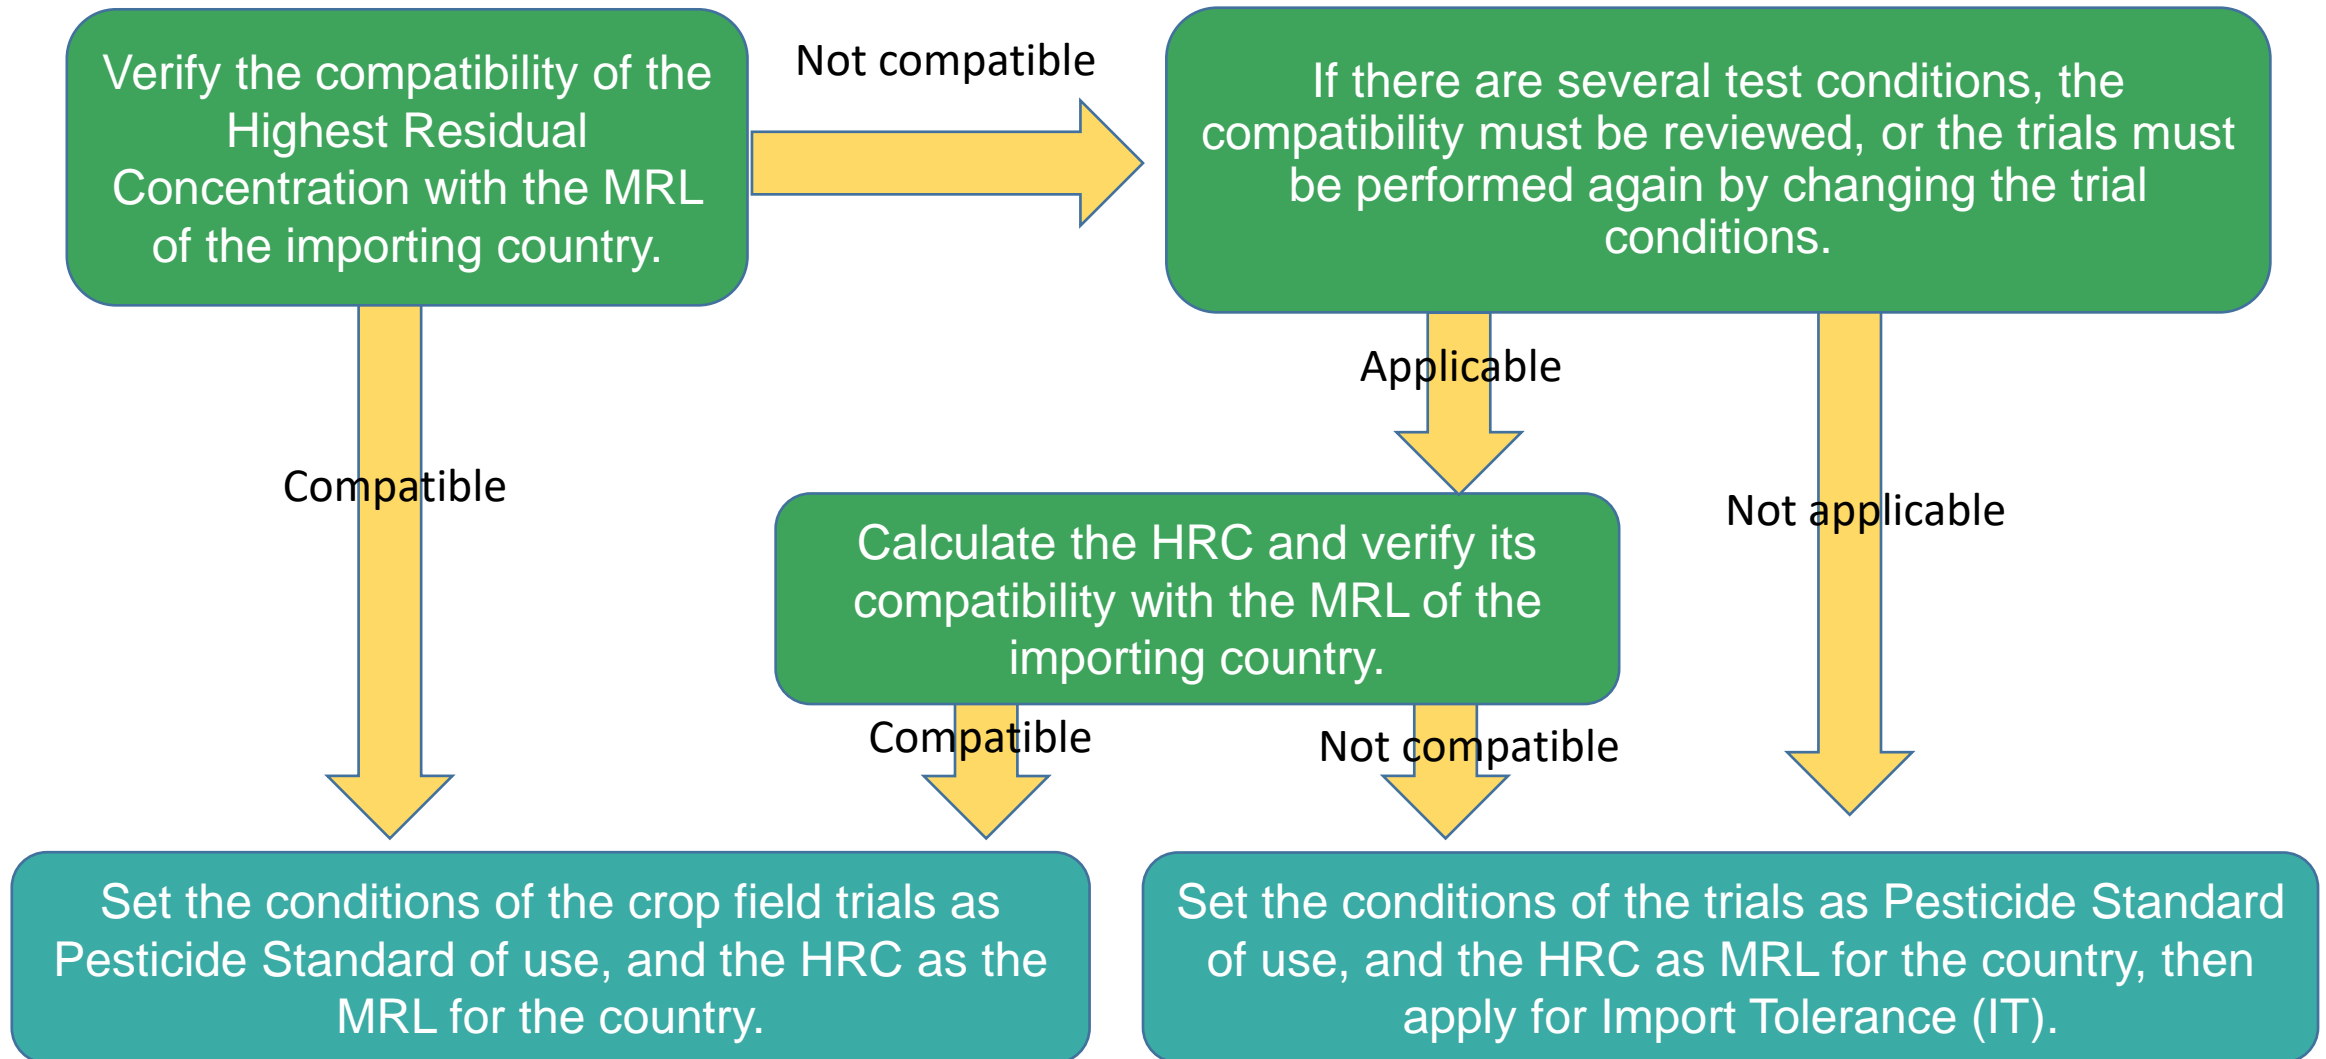 Verify the compatibility of the
Highest Residual
Concentration with the MRL
of the importing country.
Not compatible
If there are several test conditions, the
compatibility must be reviewed, or the trials must
be performed again by changing the trial
conditions.
Applicable
Compatible
Not applicable
Calculate the HRC and verify its
compatibility with the MRL of the
importing country.
Compatible
Not compatible
Set the conditions of the crop field trials as
Pesticide Standard of use, and the HRC as the
MRL for the country.
Set the conditions of the trials as Pesticide Standard
of use, and the HRC as MRL for the country, then
apply for Import Tolerance (IT).